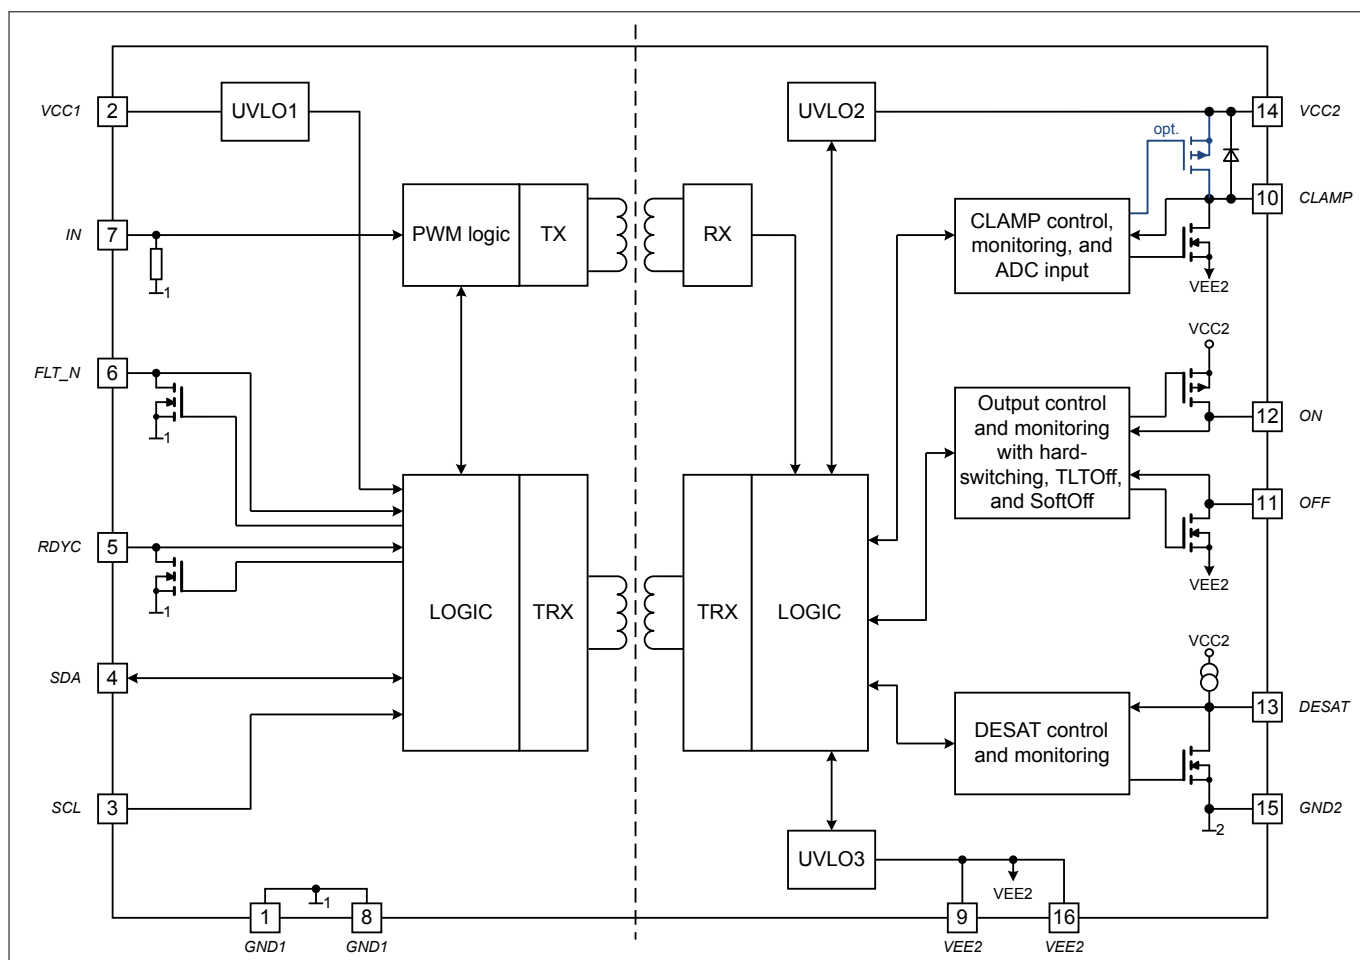 VCC1
2
UVLO1
UVLO2
14
VCC2
opt.
IN
7
PWM logic
TX
RX
CLAMP control,
monitoring, and
ADC input
10
CLAMP
1
VEE2
FLT_N
6
1
VCC2
Output control
and monitoring
with hard-
switching, TLTOff,
and SoftOff
12
ON
11
OFF
VEE2
RDYC
5
1
LOGIC
TRX
TRX
LOGIC
SDA
4
VCC2
DESAT control
and monitoring
13
DESAT
SCL
3
15
GND2
2
UVLO3
VEE2
1
1
8
9
16
GND1
GND1
VEE2
VEE2